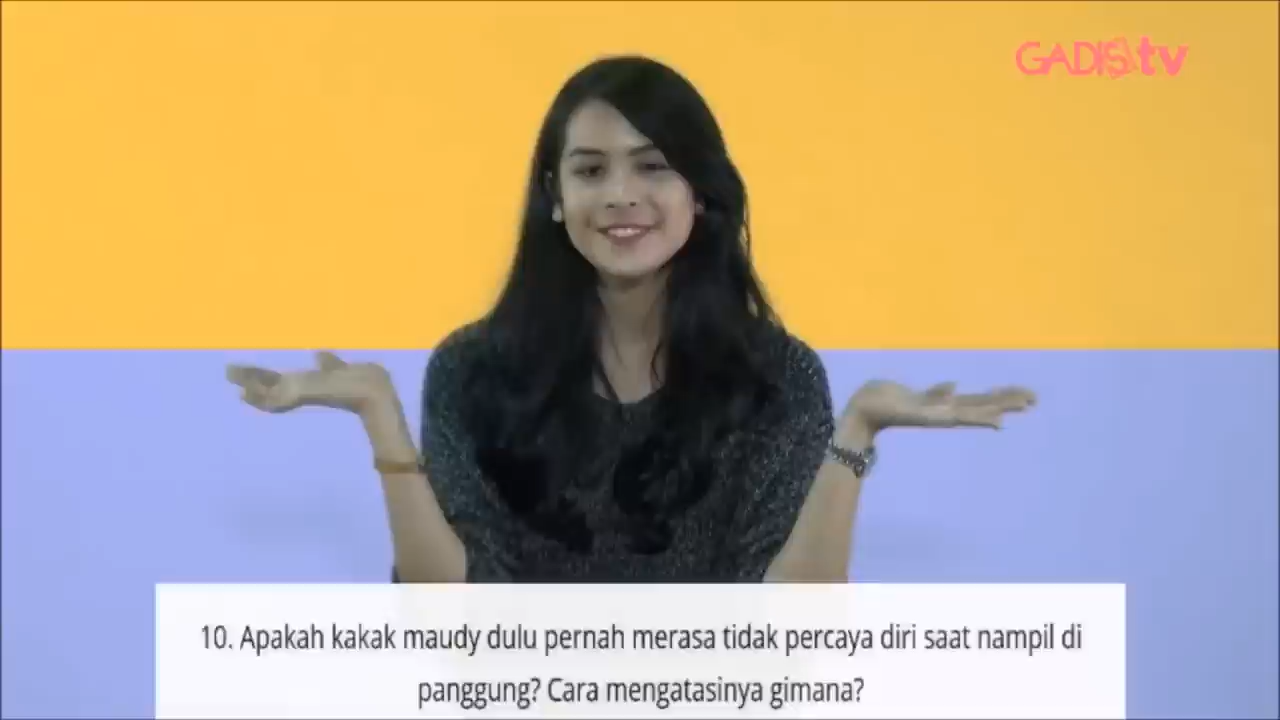 GADIStv
10. Apakah kakak maudy dulu pernah merasa tidak percaya diri saat nampil di
panggung? Cara mengatasinya gimana?